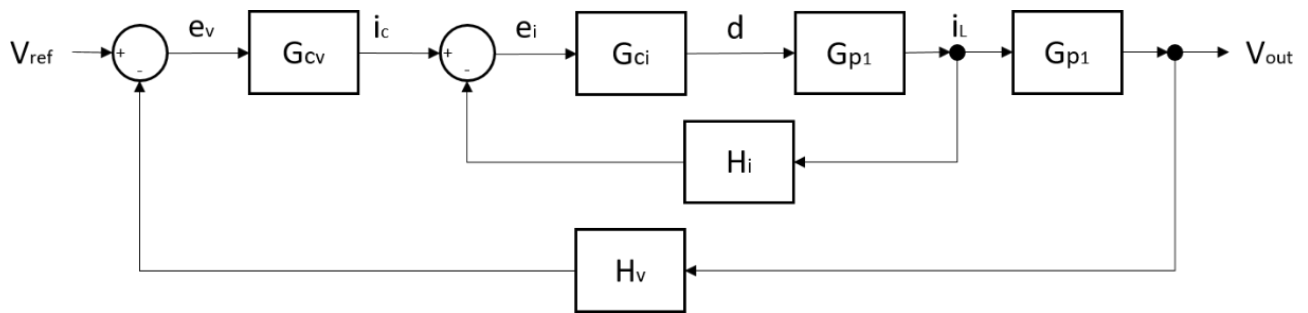 Vref + - ev Gcv ic + - ei Gci d Gp1 iL Gp1 Vout
Hi
Hv